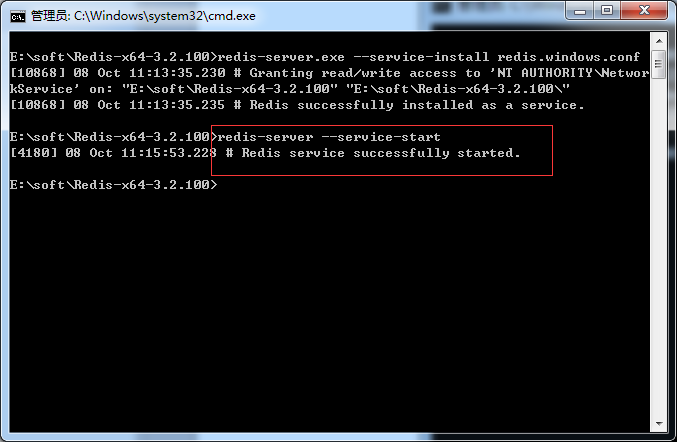 管理员: C:\Windows\system32\cmd.exe
E:\soft\Redis-x64-3.2.100>redis-server.exe --service-install redis.windows.conf
[10868] 08 Oct 11:13:35.230 # Granting read/write access to 'NT AUTHORITY\Networ
kService' on: "E:\soft\Redis-x64-3.2.100" "E:\soft\Redis-x64-3.2.100\"
[10868] 08 Oct 11:13:35.235 # Redis successfully installed as a service.
E:\soft\Redis-x64-3.2.100>redis-server --service-start
[4180] 08 Oct 11:15:53.228 # Redis service successfully started.
E:\soft\Redis-x64-3.2.100>